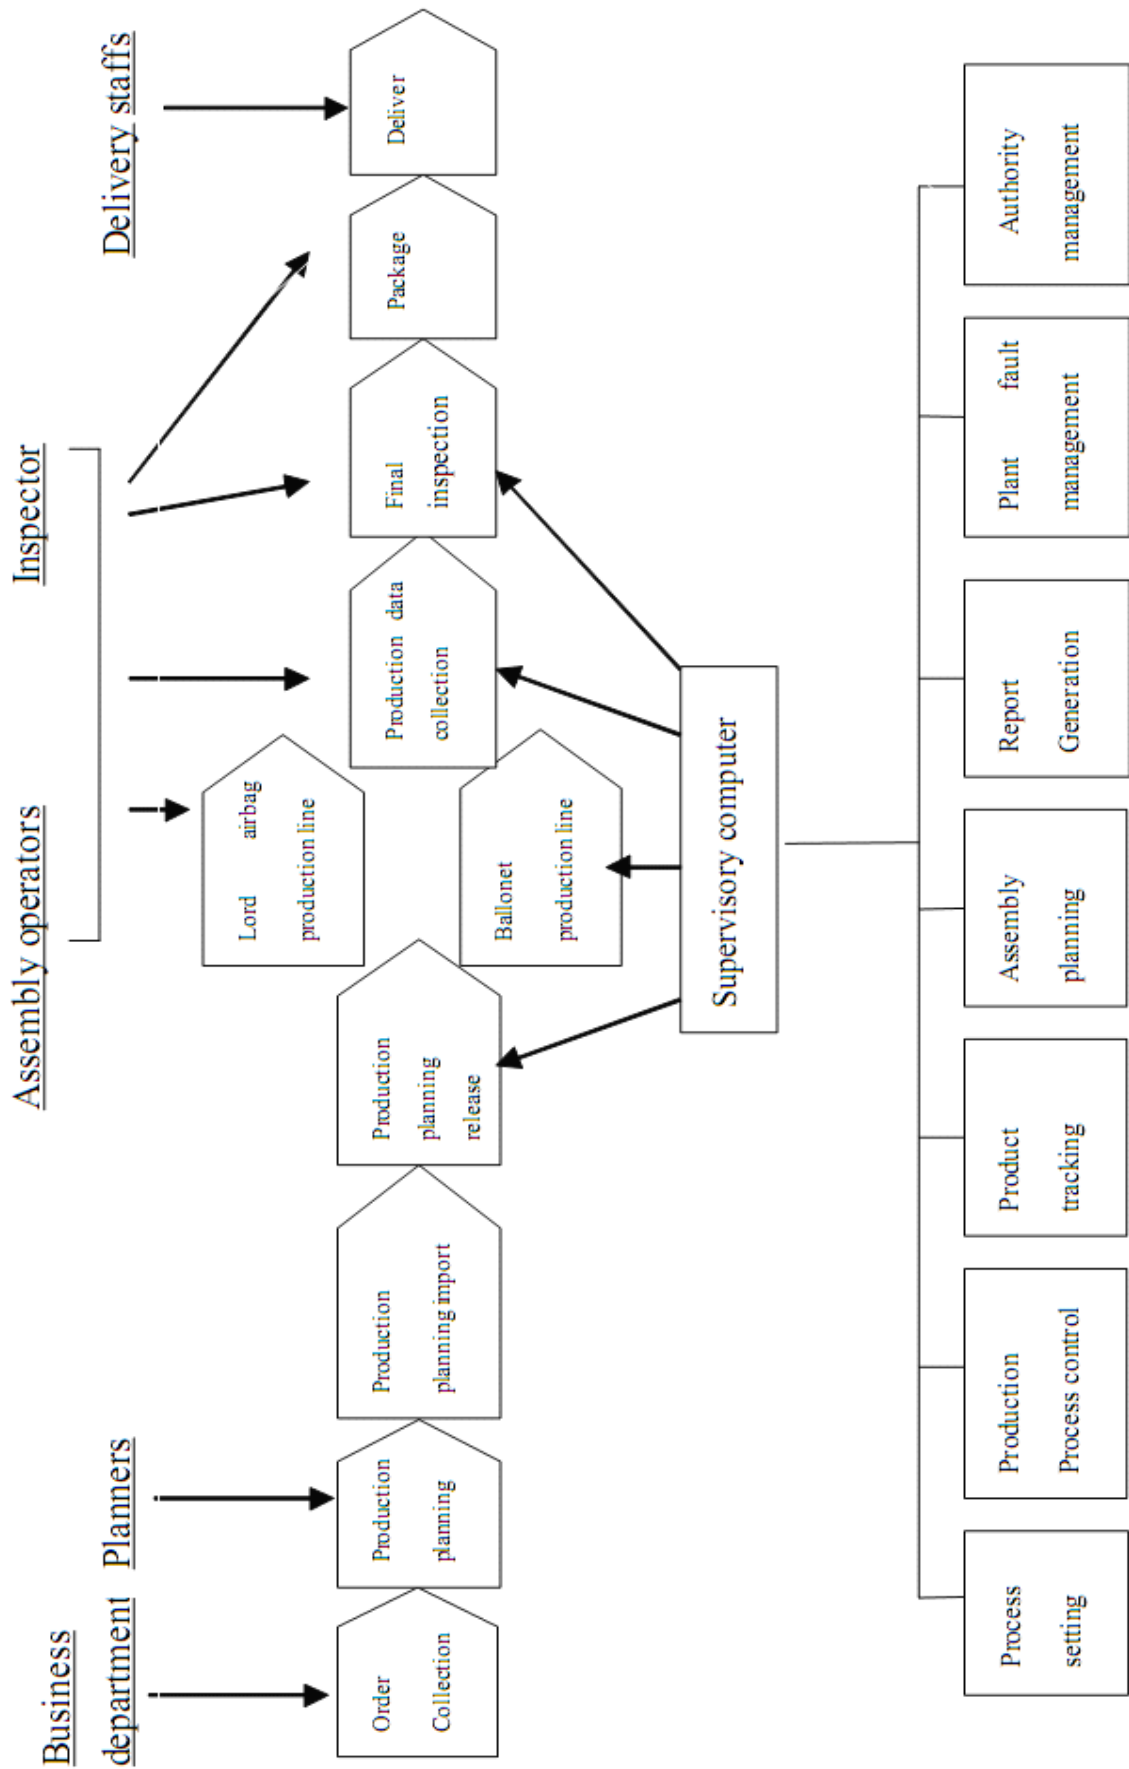 Business
department
Planners
Assembly operators
Inspector
Delivery staffs
Order
Collection
Production
planning
Production
planning import
Production
planning
release
Lord airbag
production line
Ballonet
production line
Production data
collection
Final
inspection
Package
Deliver
Supervisory computer
Process
setting
Production
Process control
Product
tracking
Assembly
planning
Report
Generation
Plant fault
management
Authority
management